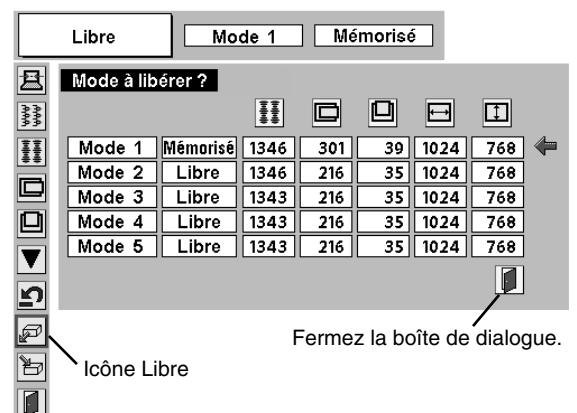 Libre Mode 1 Mémorisé
Mode à libérer ?
Mode 1 Mémorisé 1346 301 39 1024 768
Mode 2 Libre 1346 216 35 1024 768
Mode 3 Libre 1343 216 35 1024 768
Mode 4 Libre 1343 216 35 1024 768
Mode 5 Libre 1343 216 35 1024 768
Fermez la boîte de dialogue.
Icône Libre